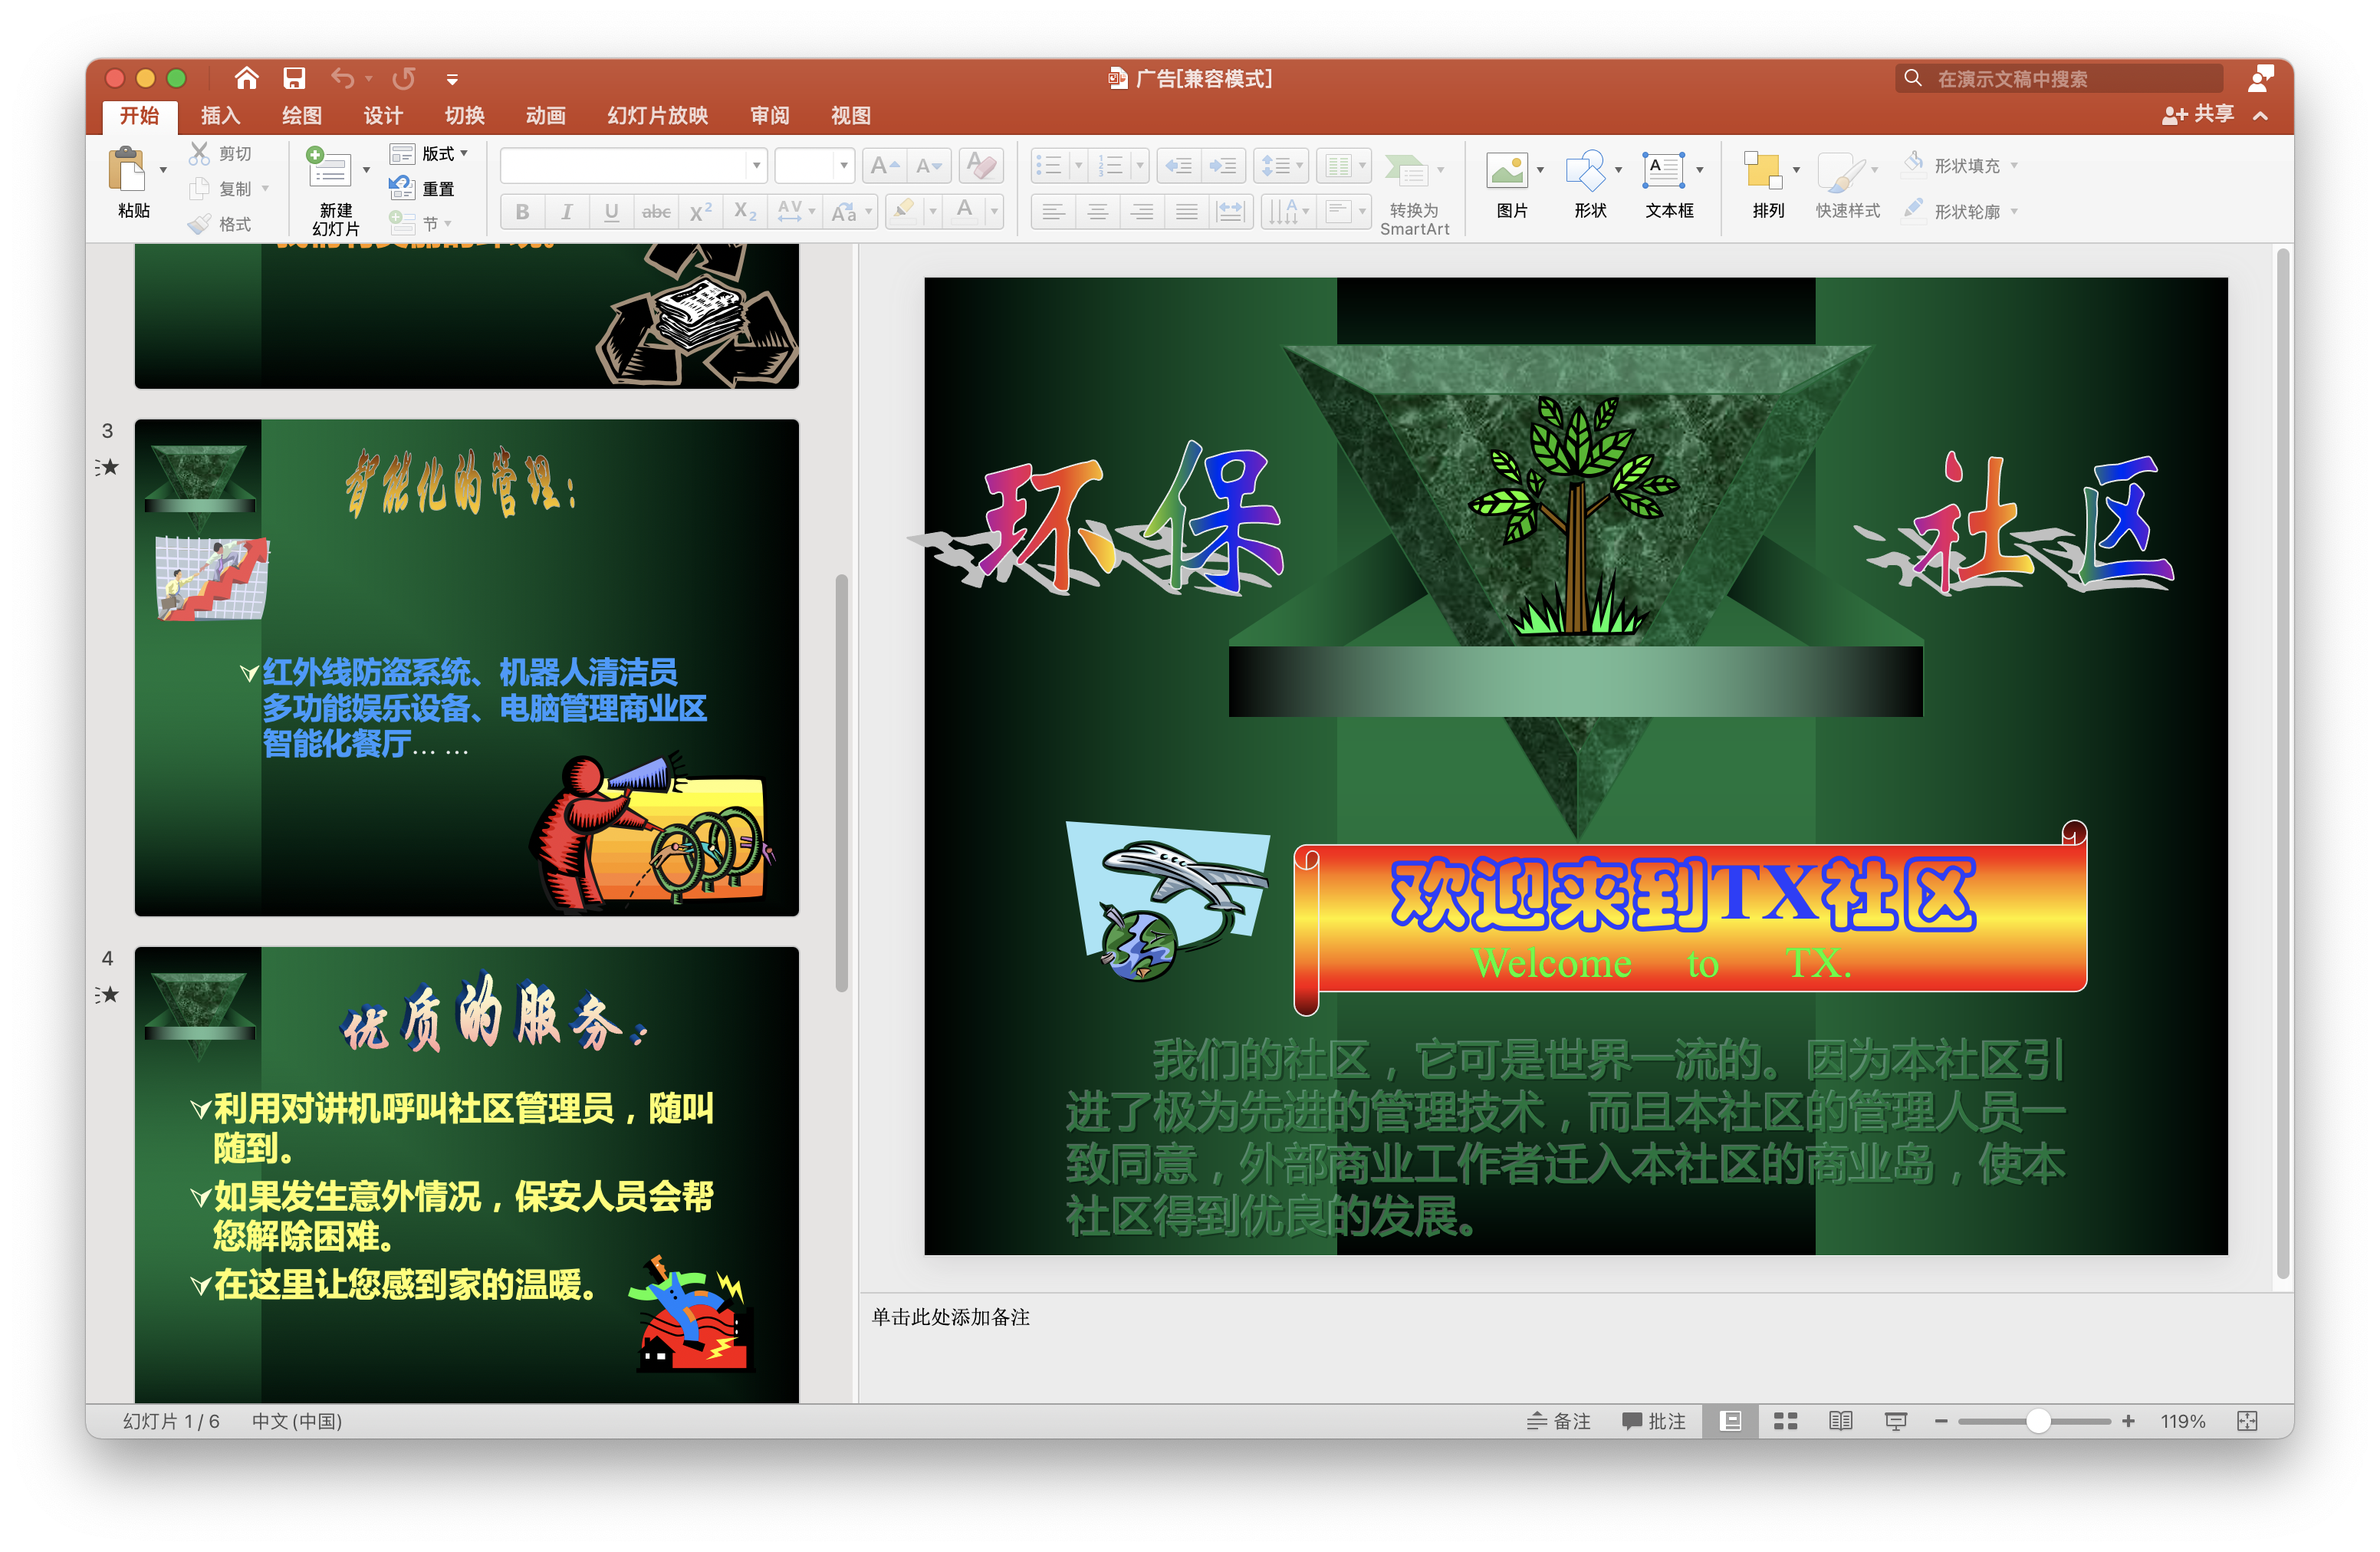 广告[兼容模式]
在演示文稿中搜索
开始 插入 绘图 设计 切换 动画 幻灯片放映 审阅 视图
共享
粘贴
剪切
复制
格式
新建
幻灯片
版式
重置
节
B I U abc X² X₂ AV Aa A
A A A
转换为
SmartArt
图片
形状
文本框
排列
快速样式
形状填充
形状轮廓
3
智能化的管理：
红外线防盗系统、机器人清洁员
多功能娱乐设备、电脑管理商业区
智能化餐厅… …
4
优质的服务：
利用对讲机呼叫社区管理员，随叫
随到。
如果发生意外情况，保安人员会帮
您解除困难。
在这里让您感到家的温暖。
环保 社区
欢迎来到TX社区
Welcome to TX.
我们的社区，它可是世界一流的。因为本社区引
进了极为先进的管理技术，而且本社区的管理人员一
致同意，外部商业工作者迁入本社区的商业岛，使本
社区得到优良的发展。
单击此处添加备注
幻灯片 1 / 6 中文 (中国)
备注 批注 119%